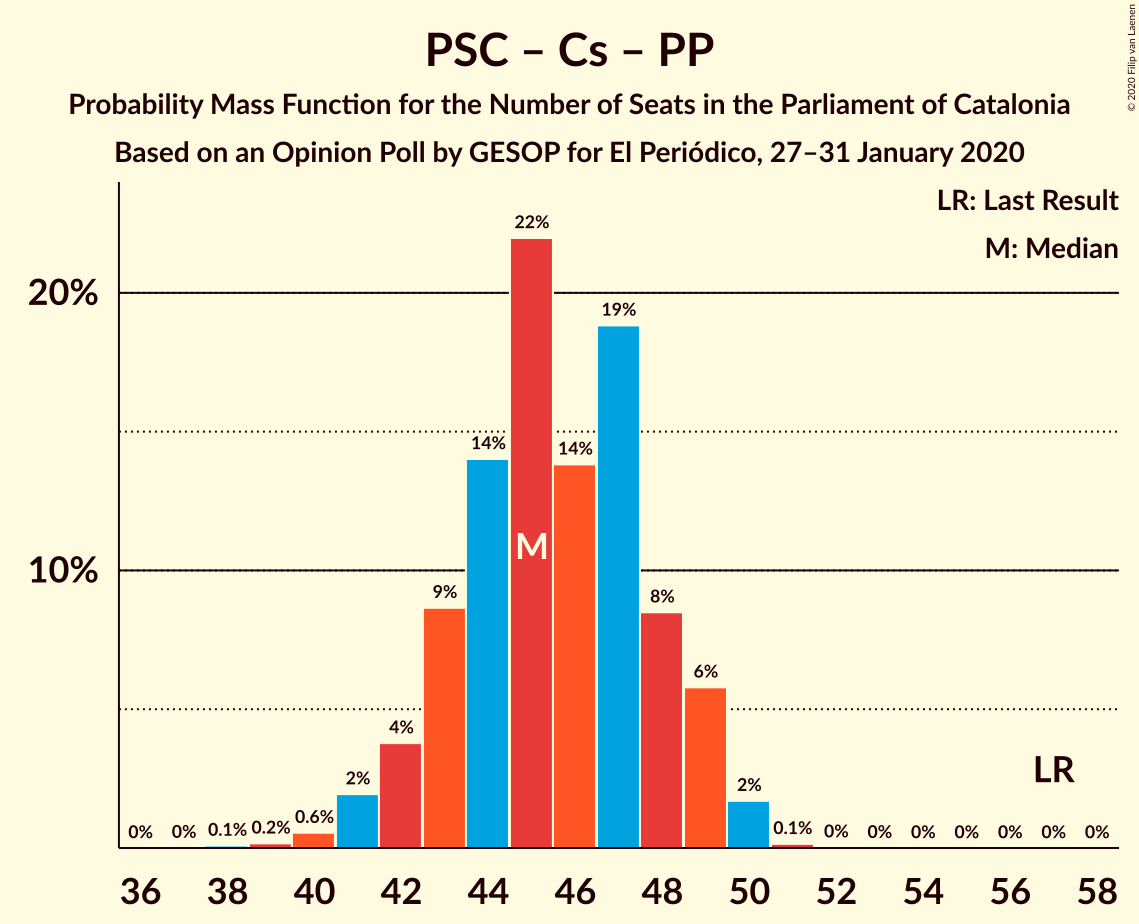 PSC – Cs – PP
Probability Mass Function for the Number of Seats in the Parliament of Catalonia
Based on an Opinion Poll by GESOP for El Periódico, 27–31 January 2020
© 2020 Filip van Laenen
LR: Last Result
M: Median
20%
10%
0% 0% 0.1% 0.2% 0.6% 2% 4% 9% 14% 22% 14% 19% 8% 6% 2% 0.1% 0% 0% 0% 0% 0% 0% 0%
M
LR
36 38 40 42 44 46 48 50 52 54 56 58